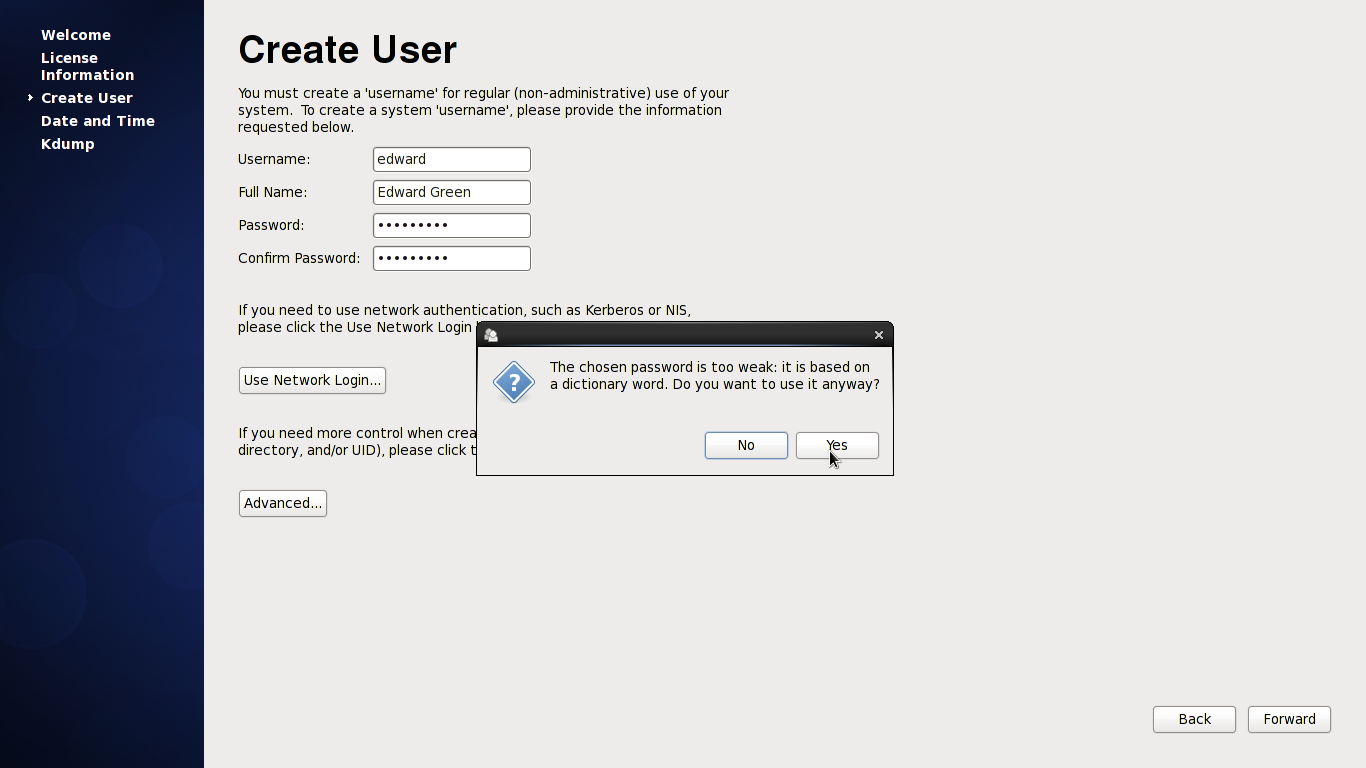 Welcome
License
Information
Create User
Date and Time
Kdump
Create User
You must create a 'username' for regular (non-administrative) use of your
system.  To create a system 'username', please provide the information
requested below.
Username: edward
Full Name: Edward Green
Password: •••••••••
Confirm Password: •••••••••
If you need to use network authentication, such as Kerberos or NIS,
please click the Use Network Login
Use Network Login...
If you need more control when crea
directory, and/or UID), please click t
Advanced...
The chosen password is too weak: it is based on
a dictionary word. Do you want to use it anyway?
No Yes
Back Forward